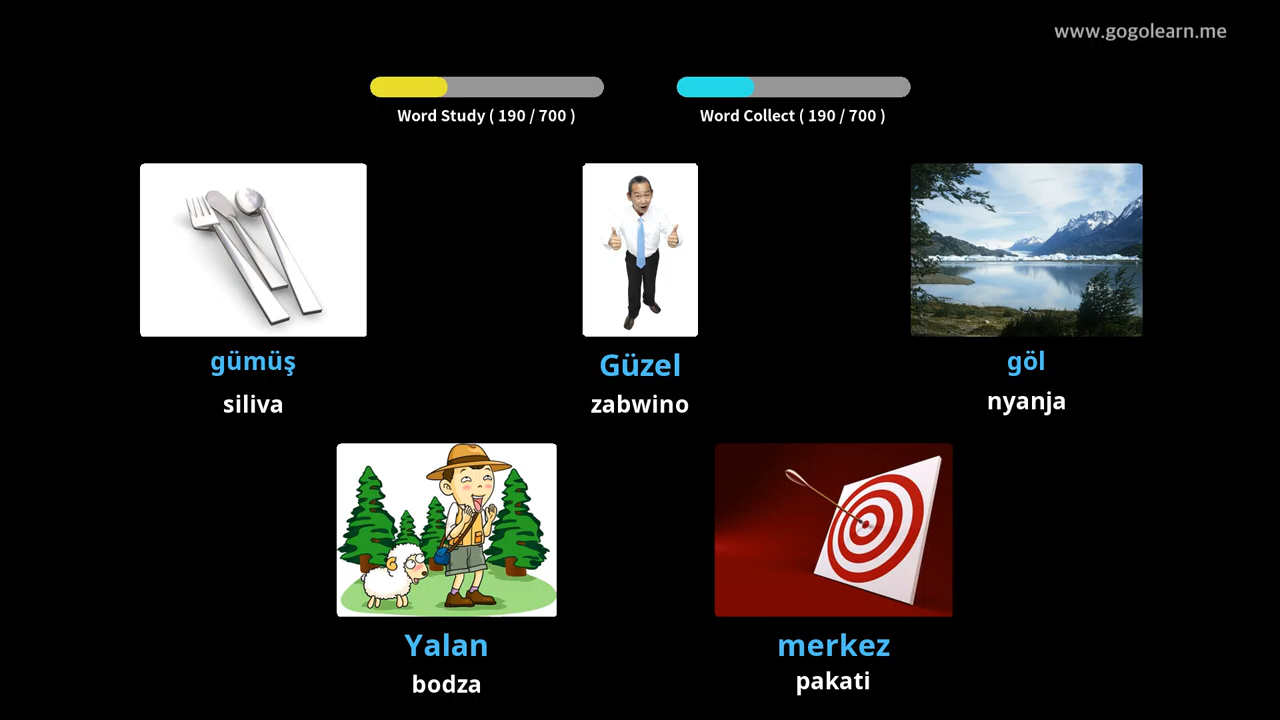 www.gogolearn.me
Word Study ( 190 / 700 )
Word Collect ( 190 / 700 )
gümüş
siliva
Güzel
zabwino
göl
nyanja
Yalan
bodza
merkez
pakati